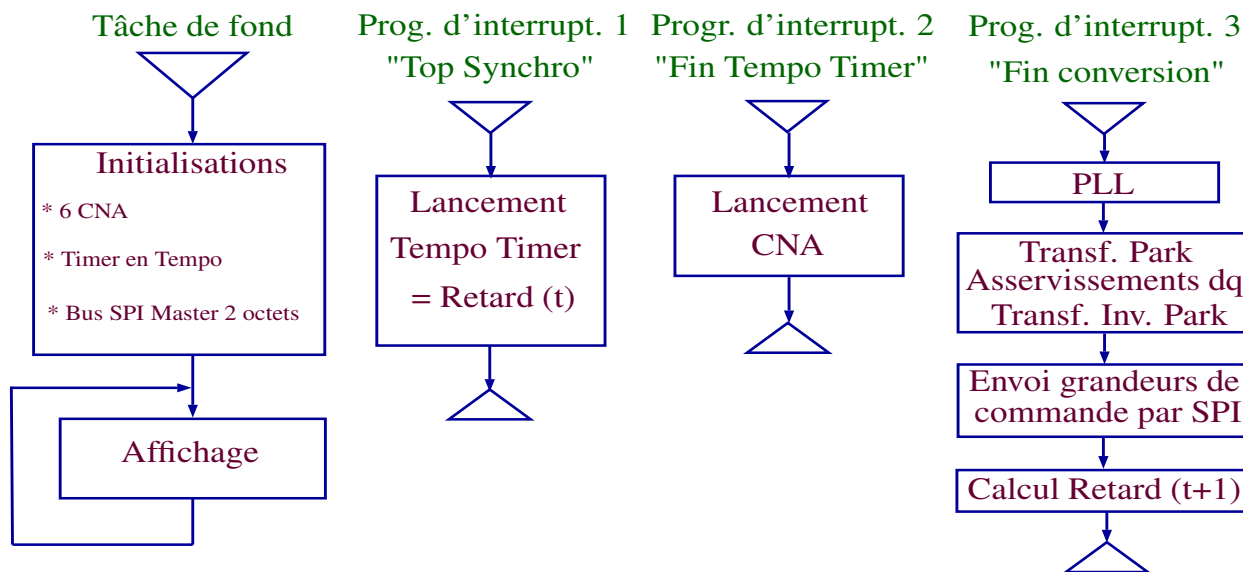 Tâche de fond
Initialisations
* 6 CNA
* Timer en Tempo
* Bus SPI Master 2 octets
Affichage
Prog. d'interrupt. 1
"Top Synchro"
Lancement
Tempo Timer
= Retard (t)
Progr. d'interrupt. 2
"Fin Tempo Timer"
Lancement
CNA
Prog. d'interrupt. 3
"Fin conversion"
PLL
Transf. Park
Asservissements dq
Transf. Inv. Park
Envoi grandeurs de
commande par SPI
Calcul Retard (t+1)